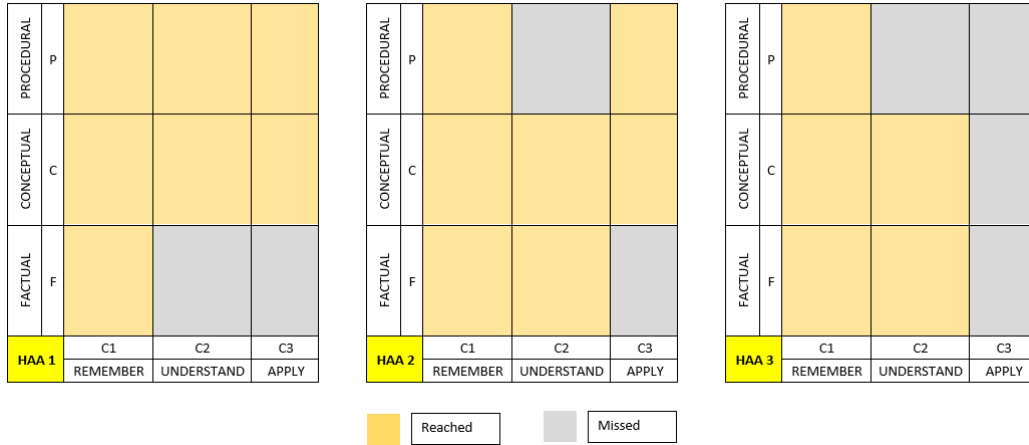 PROCEDURAL
P
CONCEPTUAL
C
FACTUAL
F
HAA 1
C1
C2
C3
REMEMBER
UNDERSTAND
APPLY
PROCEDURAL
P
CONCEPTUAL
C
FACTUAL
F
HAA 2
C1
C2
C3
REMEMBER
UNDERSTAND
APPLY
PROCEDURAL
P
CONCEPTUAL
C
FACTUAL
F
HAA 3
C1
C2
C3
REMEMBER
UNDERSTAND
APPLY
Reached
Missed